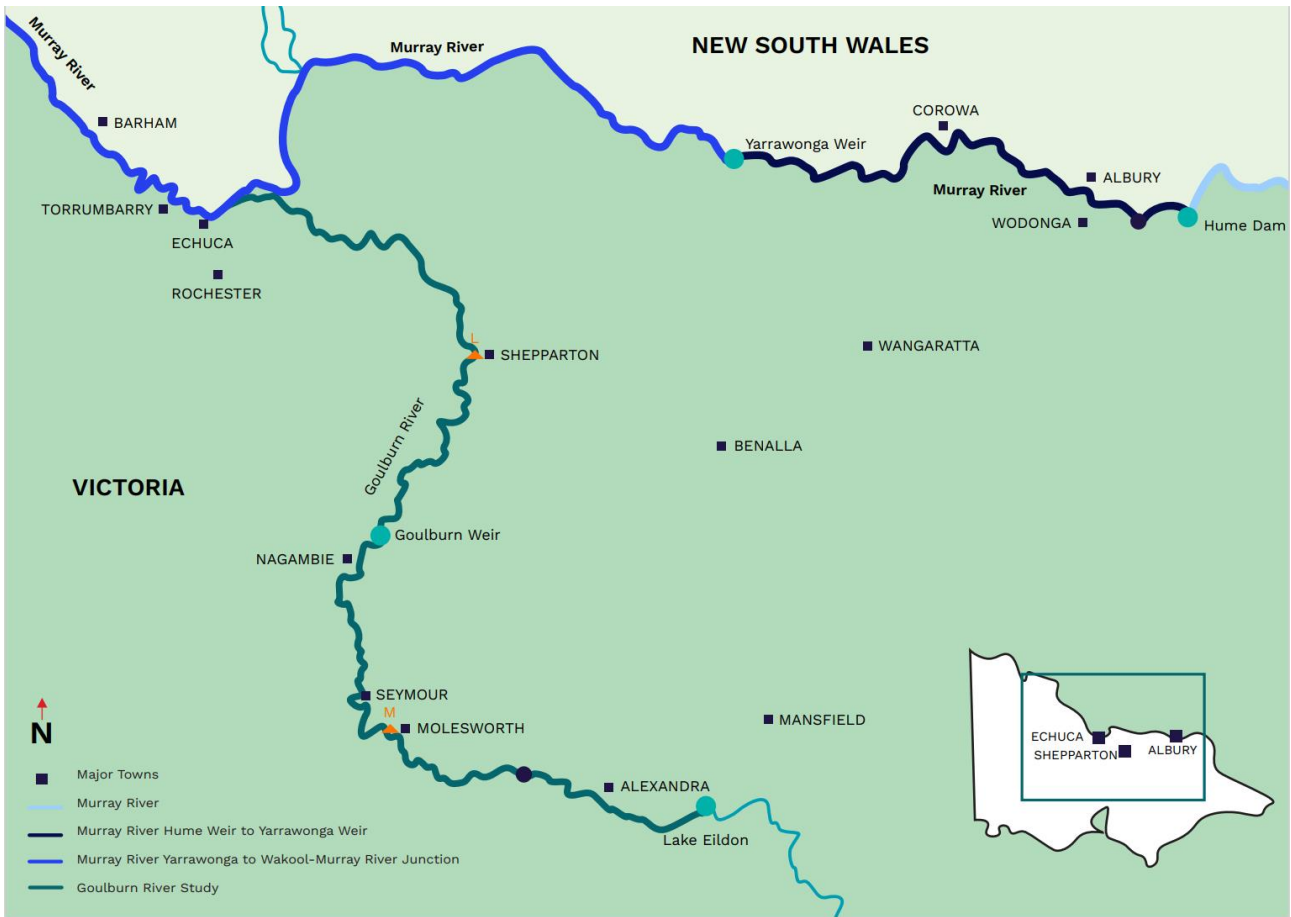 Murray River
Murray River
NEW SOUTH WALES
BARHAM
COROWA
Yarrawonga Weir
ALBURY
Murray River
TORRUMBARRY
WODONGA
Hume Dam
ECHUCA
ROCHESTER
L
SHEPPARTON
WANGARATTA
Goulburn River
BENALLA
VICTORIA
Goulburn Weir
NAGAMBIE
SEYMOUR
M
MOLESWORTH
MANSFIELD
ALEXANDRA
Lake Eildon
N
Major Towns
Murray River
Murray River Hume Weir to Yarrawonga Weir
Murray River Yarrawonga to Wakool-Murray River Junction
Goulburn River Study
ECHUCA
SHEPPARTON
ALBURY